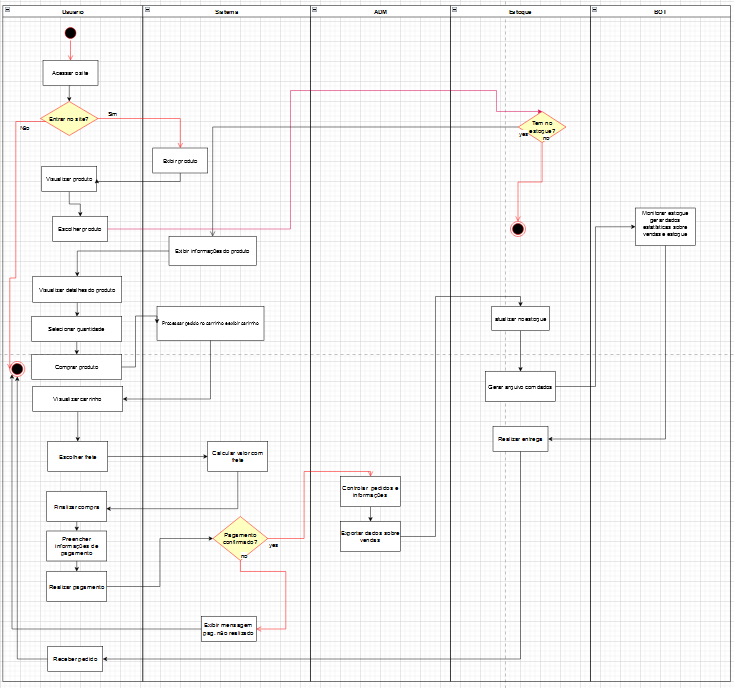 Usuario
Sistema
ADM
Estoque
BOT
Acessar o site
Entrar no site?
Sim
Não
Exibir produto
Visualizar produto
Escolher produto
Tem no
estoque?
yes
no
Monitorar estoque
gerar dados
estatísticas sobre
vendas e estoque
Exibir informações do produto
Visualizar detalhes do produto
Selecionar quantidade
Processar pedido no carrinho e exibir carrinho
atualizar no estoque
Comprar produto
Gerar arquivo com dados
Visualizar carrinho
Realizar entrega
Escolher frete
Calcular valor com
frete
Controlar pedidos e
informações
Finalizar compra
Exportar dados sobre
vendas
Preencher
informações de
pagamento
Pagamento
confirmado?
yes
no
Realizar pagamento
Exibir mensagem
pag. não realizado
Receber pedido